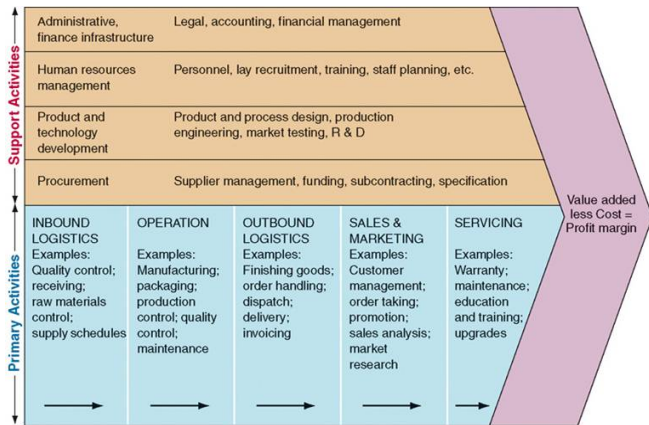 Support Activities
Administrative,
finance infrastructure
Legal, accounting, financial management
Human resources
management
Personnel, lay recruitment, training, staff planning, etc.
Product and
technology
development
Product and process design, production
engineering, market testing, R & D
Procurement
Supplier management, funding, subcontracting, specification
Primary Activities
INBOUND
LOGISTICS
Examples:
Quality control;
receiving;
raw materials
control;
supply schedules
OPERATION
Examples:
Manufacturing;
packaging;
production
control; quality
control;
maintenance
OUTBOUND
LOGISTICS
Examples:
Finishing goods;
order handling;
dispatch;
delivery;
invoicing
SALES &
MARKETING
Examples:
Customer
management;
order taking;
promotion;
sales analysis;
market
research
SERVICING
Examples:
Warranty;
maintenance;
education
and training;
upgrades
Value added
less Cost =
Profit margin